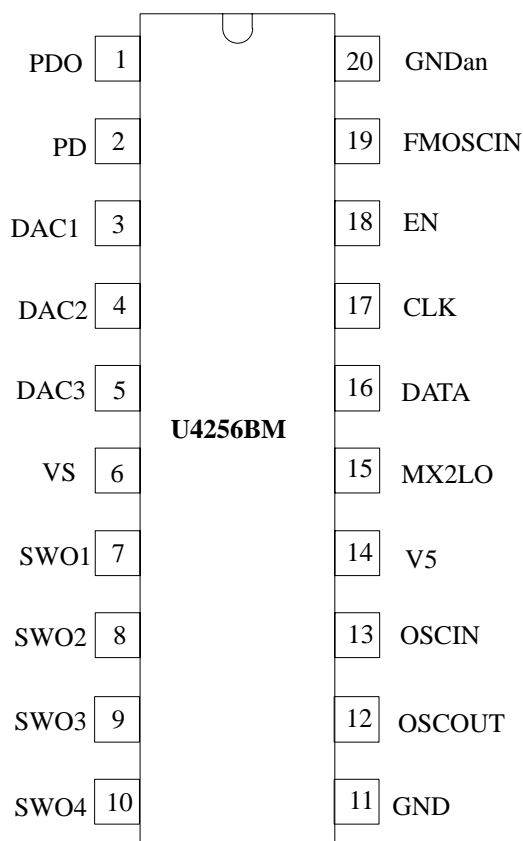 PDO 1 20 GNDan
PD 2 19 FMOSCIN
DAC1 3 18 EN
DAC2 4 17 CLK
DAC3 5 16 DATA
U4256BM
VS 6 15 MX2LO
SWO1 7 14 V5
SWO2 8 13 OSCIN
SWO3 9 12 OSCOUT
SWO4 10 11 GND